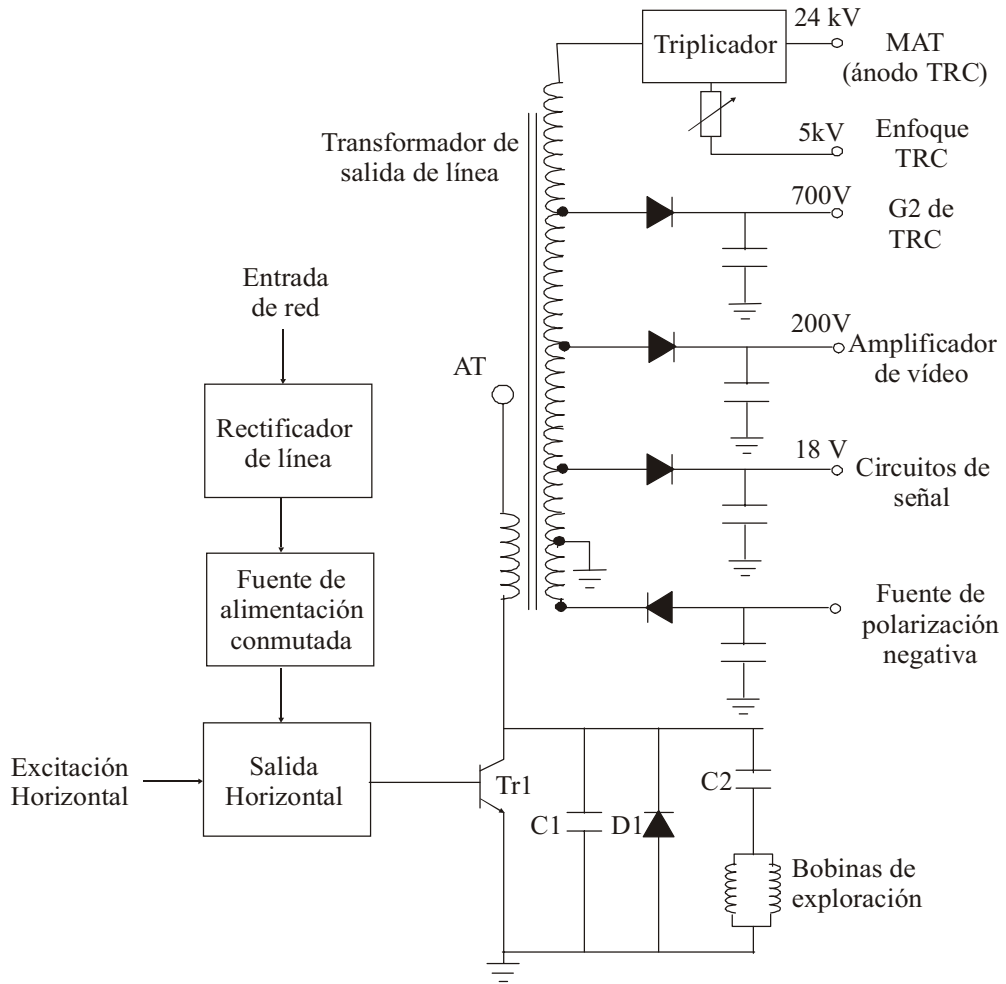 24 kV
Triplicador
MAT
(ánodo TRC)
Transformador de
salida de línea
5kV
Enfoque
TRC
700V
G2 de
TRC
Entrada
de red
200V
Amplificador
de vídeo
AT
Rectificador
de línea
18 V
Circuitos de
señal
Fuente de
alimentación
conmutada
Fuente de
polarización
negativa
Excitación
Horizontal
Salida
Horizontal
Tr1
C1
D1
C2
Bobinas de
exploración